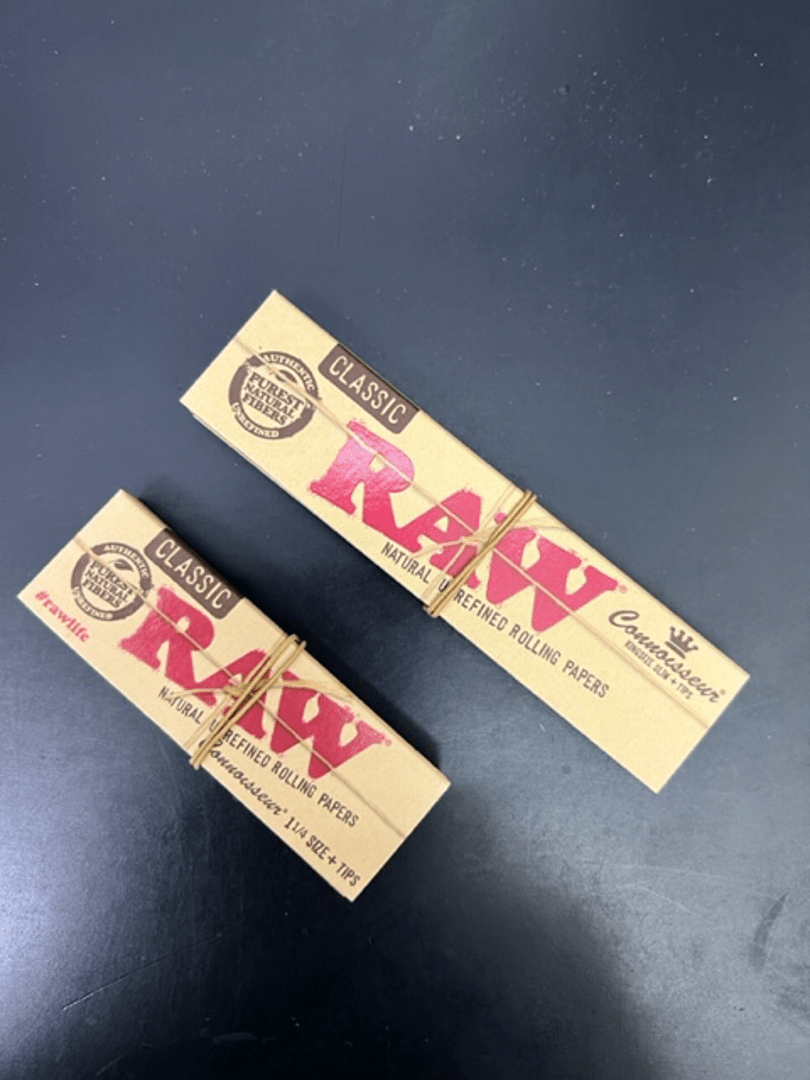 AUTHENTIC
PUREST
NATURAL
FIBERS
UNREFINED
CLASSIC
RAW®
NATURAL UNREFINED ROLLING PAPERS
Connoisseur®
KINGSIZE SLIM + TIPS
AUTHENTIC
PUREST
NATURAL
FIBERS
UNREFINED
CLASSIC
#rawlife
RAW®
NATURAL UNREFINED ROLLING PAPERS
Connoisseur® 1 1/4 SIZE + TIPS